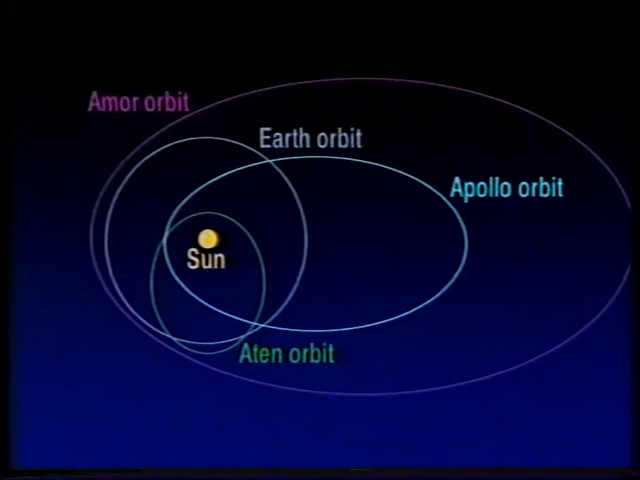 Amor orbit
Earth orbit
Apollo orbit
Sun
Aten orbit